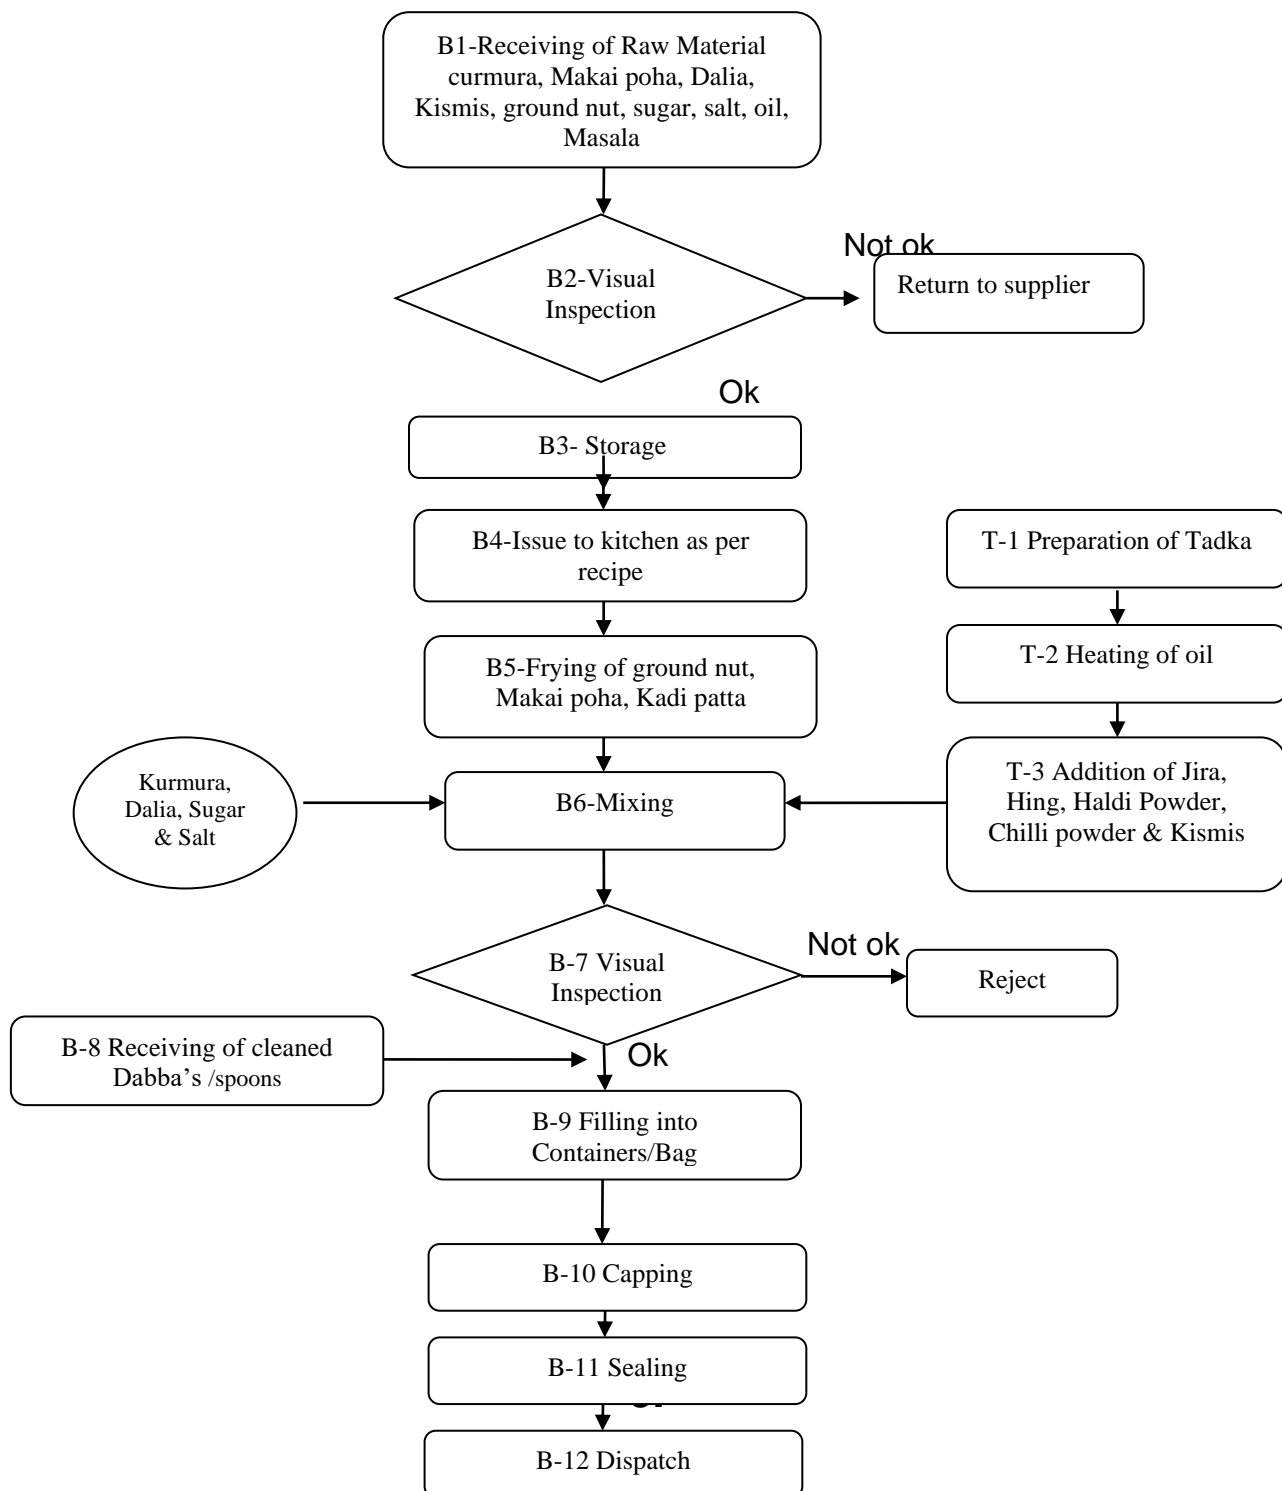 B1-Receiving of Raw Material
curmura, Makai poha, Dalia,
Kismis, ground nut, sugar, salt, oil,
Masala
Not ok
B2-Visual
Inspection
Return to supplier
Ok
B3- Storage
B4-Issue to kitchen as per
recipe
T-1 Preparation of Tadka
B5-Frying of ground nut,
Makai poha, Kadi patta
T-2 Heating of oil
Kurmura,
Dalia, Sugar
& Salt
B6-Mixing
T-3 Addition of Jira,
Hing, Haldi Powder,
Chilli powder & Kismis
B-7 Visual
Inspection
Not ok
Reject
B-8 Receiving of cleaned
Dabba’s /spoons
Ok
B-9 Filling into
Containers/Bag
B-10 Capping
B-11 Sealing
B-12 Dispatch